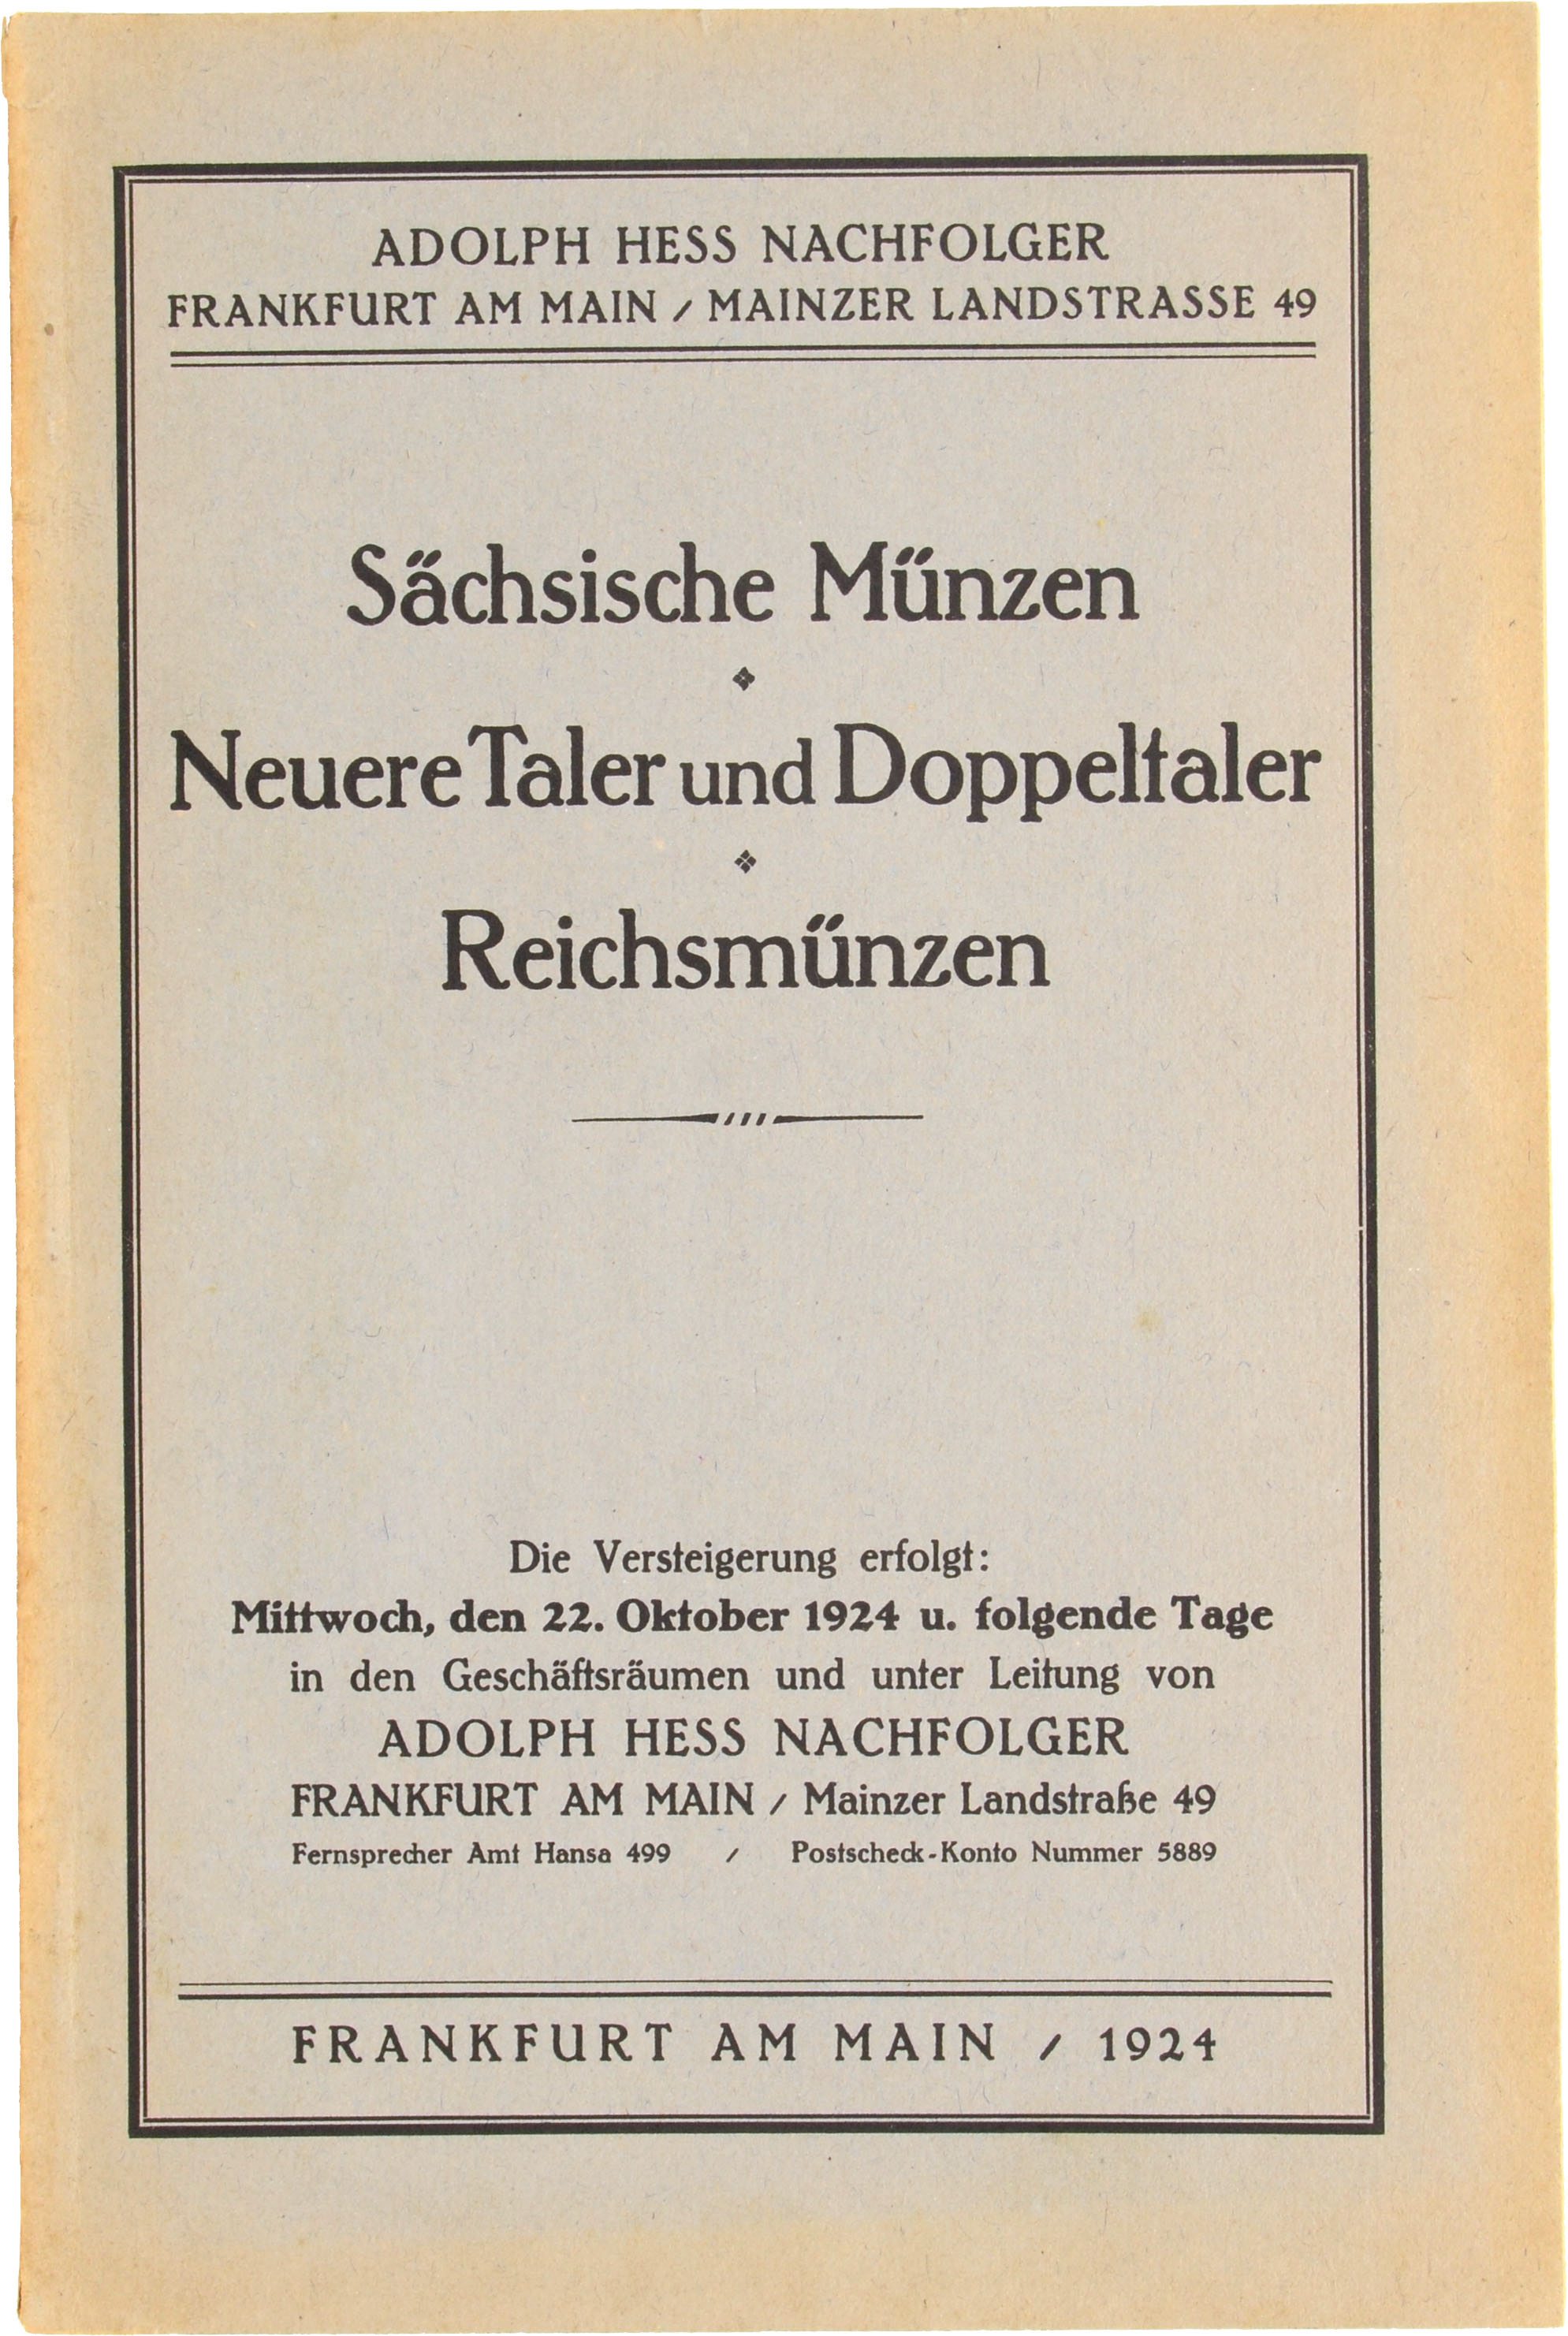 ADOLPH HESS NACHFOLGER
FRANKFURT AM MAIN / MAINZER LANDSTRASSE 49
Sächsische Münzen
Neuere Taler und Doppeltaler
Reichsmünzen
Die Versteigerung erfolgt:
Mittwoch, den 22. Oktober 1924 u. folgende Tage
in den Geschäftsräumen und unter Leitung von
ADOLPH HESS NACHFOLGER
FRANKFURT AM MAIN / Mainzer Landstraße 49
Fernsprecher Amt Hansa 499 / Postscheck-Konto Nummer 5889
FRANKFURT AM MAIN / 1924